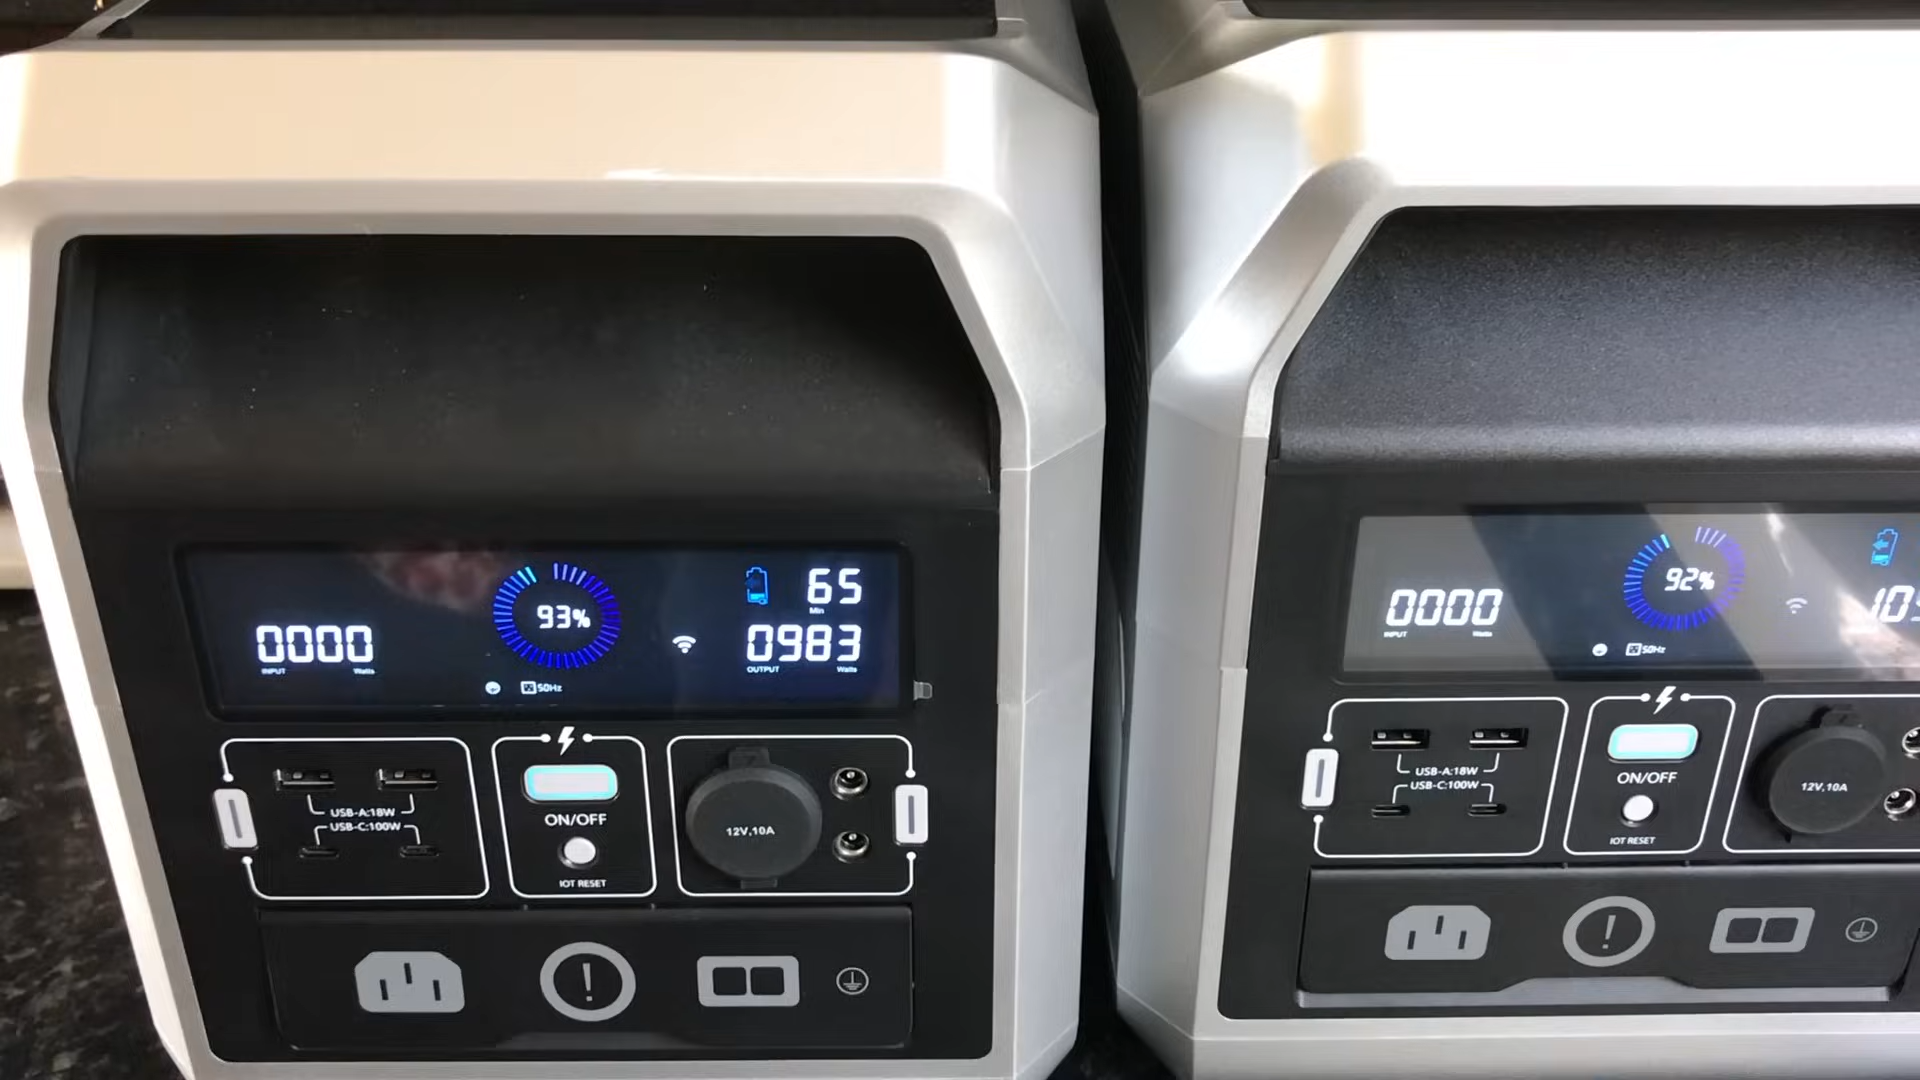 65
Min
93%
0000
0983
INPUT
Watts
OUTPUT
Watts
50Hz
USB-A:18W
USB-C:100W
ON/OFF
IOT RESET
12V,10A
92%
0000
INPUT
Watts
50Hz
USB-A:18W
USB-C:100W
ON/OFF
IOT RESET
12V,10A